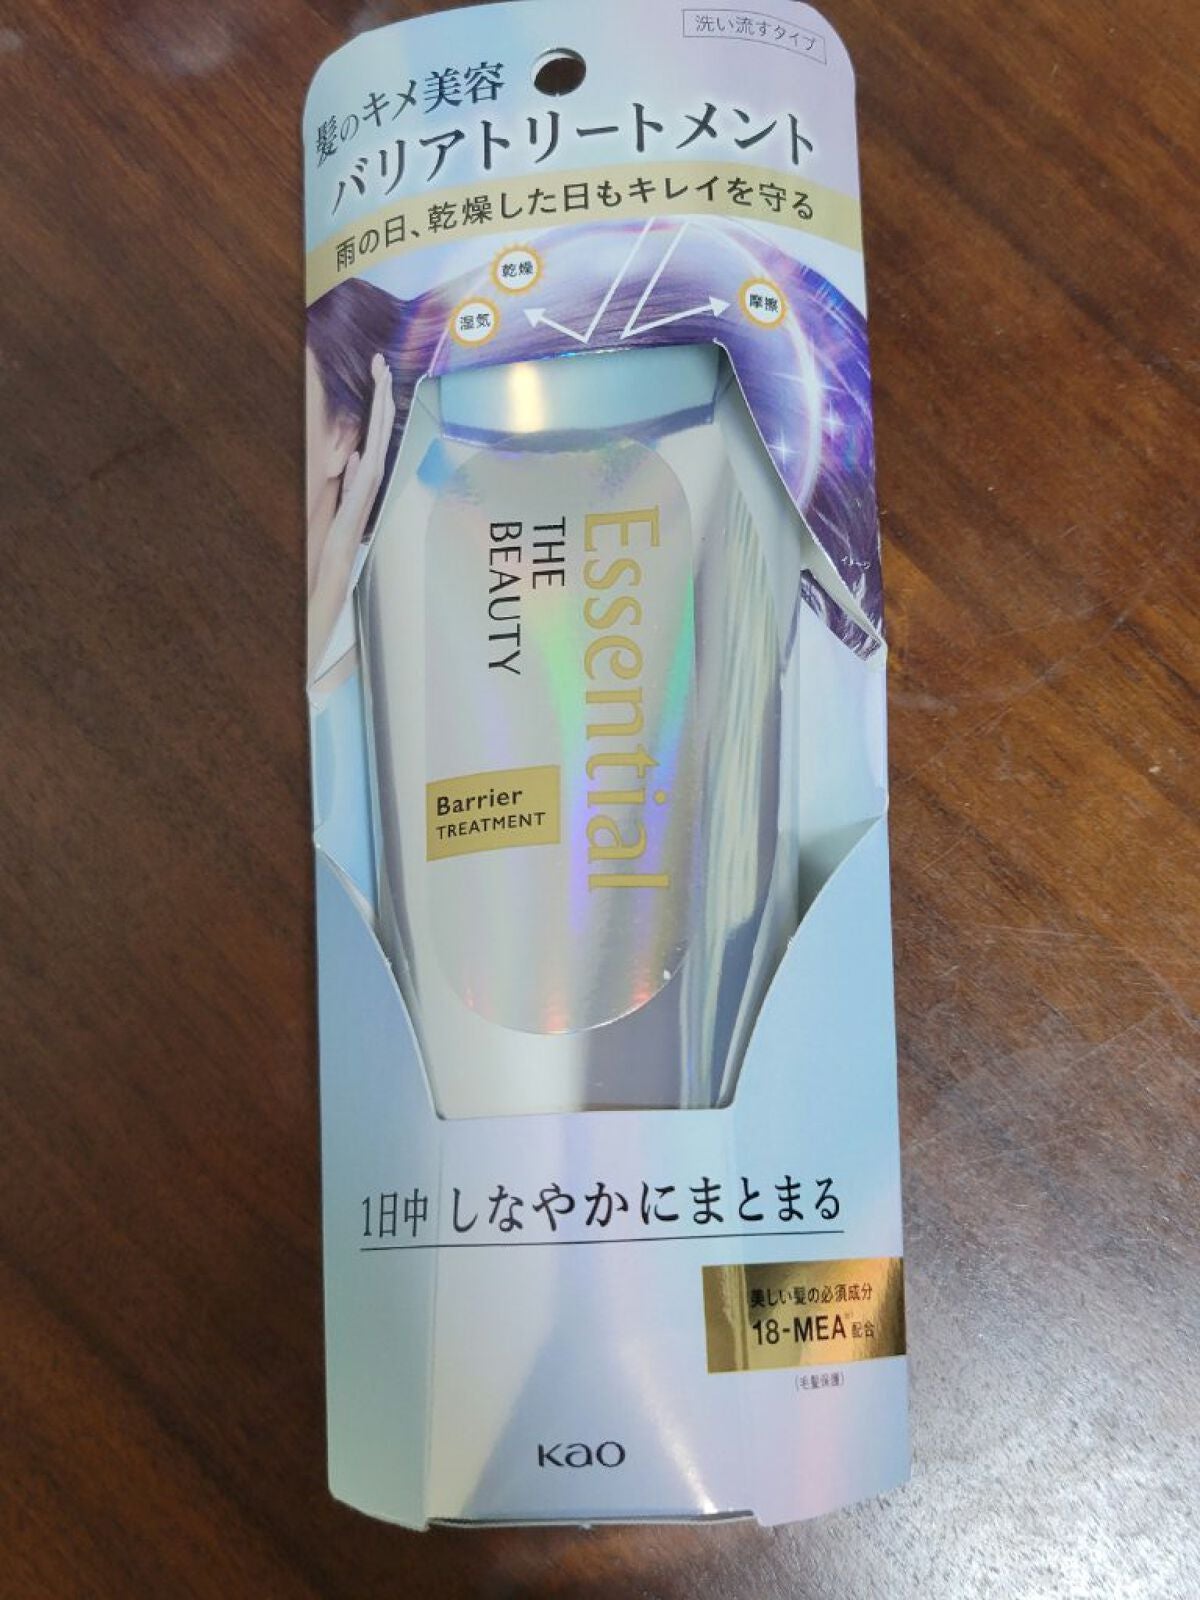 洗い流すタイプ
髪のキメ美容
バリアトリートメント
雨の日、乾燥した日もキレイを守る
乾燥
湿気
摩擦
Essential
THE
BEAUTY
Barrier
TREATMENT
イメージ
1日中 しなやかにまとまる
美しい髪の必須成分
18-MEA 配合
(毛髪保護)
Kao